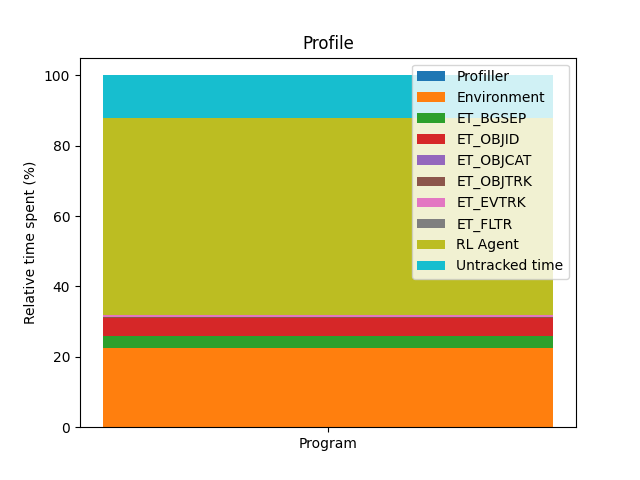 Profile
Relative time spent (%)
100
80
60
40
20
0
Program
Profiller
Environment
ET_BGSEP
ET_OBJID
ET_OBJCAT
ET_OBJTRK
ET_EVTRK
ET_FLTR
RL Agent
Untracked time